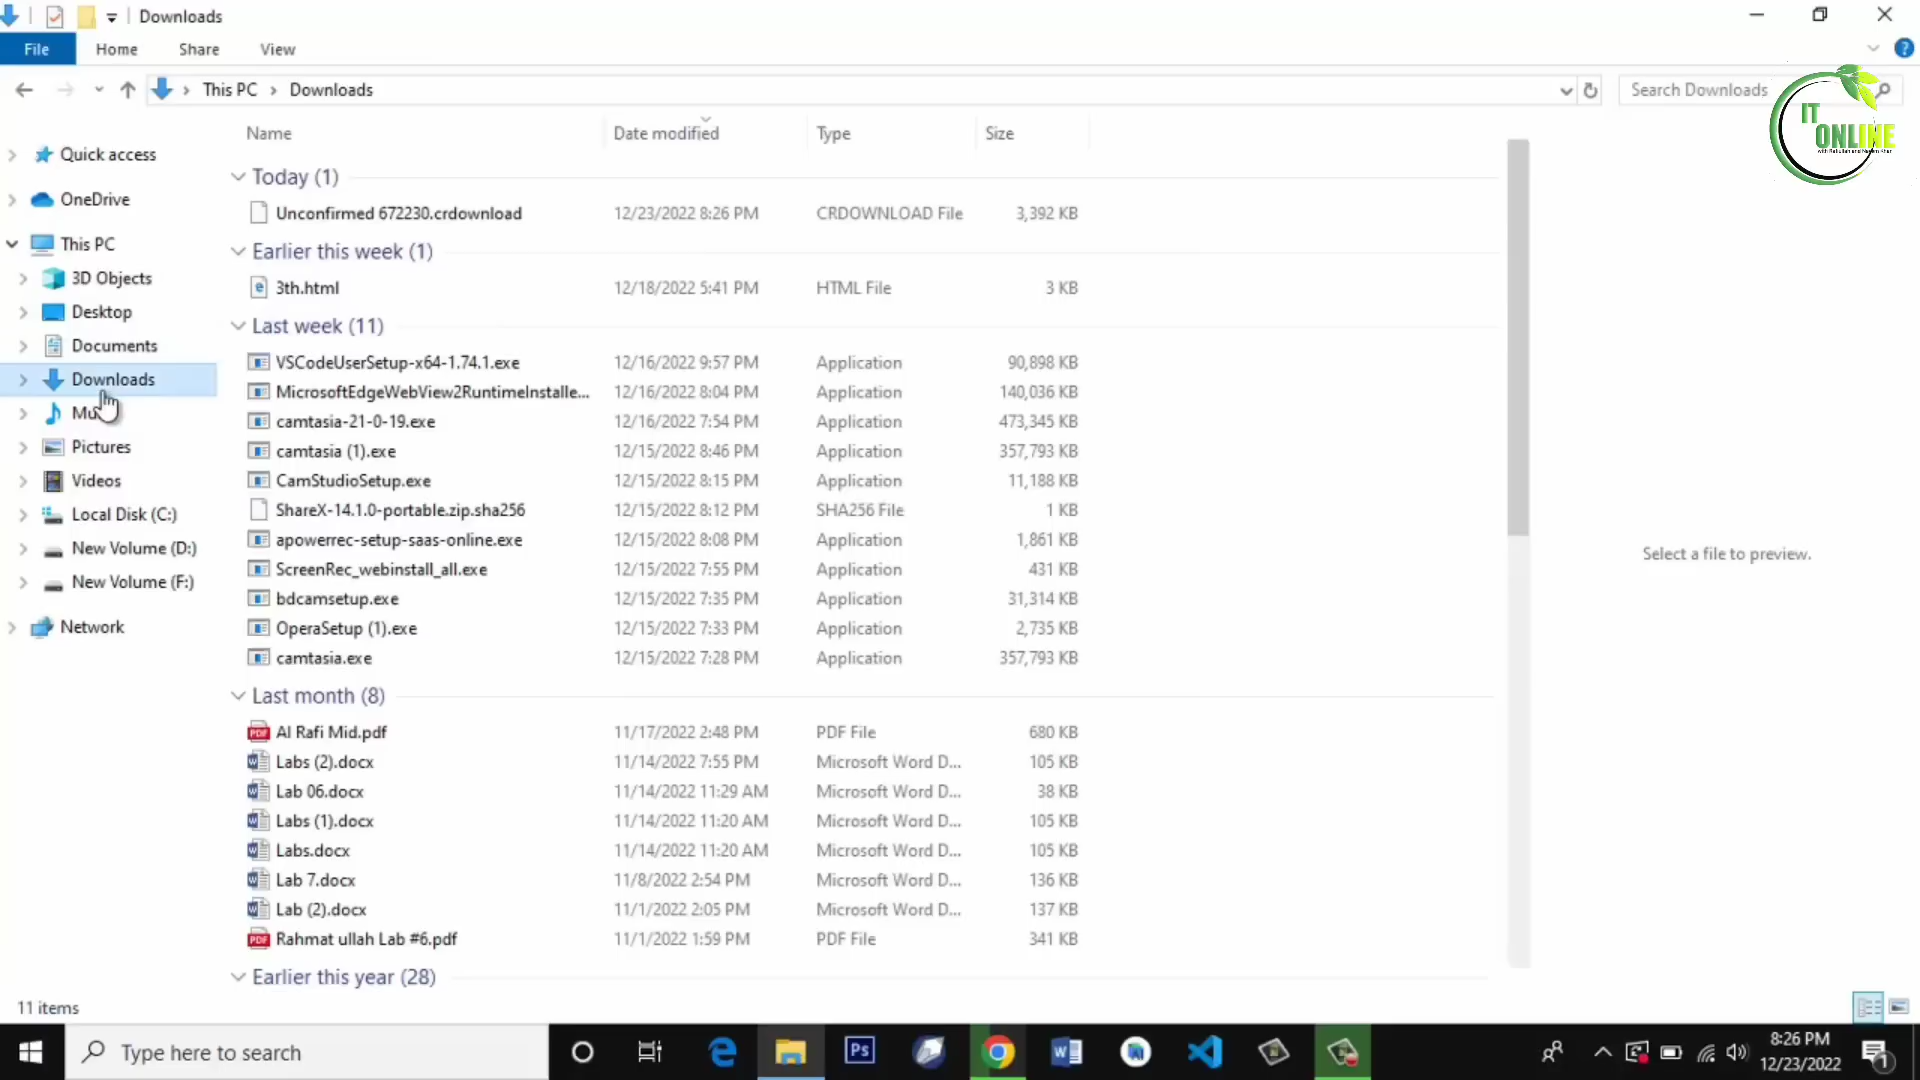 Downloads
File Home Share View
This PC Downloads Search Downloads
IT
ONLINE
Name Date modified Type Size
Quick access
OneDrive
This PC
3D Objects
Desktop
Documents
Downloads
Pictures
Videos
Local Disk (C:)
New Volume (D:)
New Volume (F:)
Network
Today (1)
Unconfirmed 672230.crdownload 12/23/2022 8:26 PM CRDOWNLOAD File 3,392 KB
Earlier this week (1)
3th.html 12/18/2022 5:41 PM HTML File 3 KB
Last week (11)
VSCodeUserSetup-x64-1.74.1.exe 12/16/2022 9:57 PM Application 90,898 KB
MicrosoftEdgeWebView2RuntimeInstalle... 12/16/2022 8:04 PM Application 140,036 KB
camtasia-21-0-19.exe 12/16/2022 7:54 PM Application 473,345 KB
camtasia (1).exe 12/15/2022 8:46 PM Application 357,793 KB
CamStudioSetup.exe 12/15/2022 8:15 PM Application 11,188 KB
ShareX-14.1.0-portable.zip.sha256 12/15/2022 8:12 PM SHA256 File 1 KB
apowerrec-setup-saas-online.exe 12/15/2022 8:08 PM Application 1,861 KB
ScreenRec_webinstall_all.exe 12/15/2022 7:55 PM Application 431 KB
bdcamsetup.exe 12/15/2022 7:35 PM Application 31,314 KB
OperaSetup (1).exe 12/15/2022 7:33 PM Application 2,735 KB
camtasia.exe 12/15/2022 7:28 PM Application 357,793 KB
Last month (8)
Al Rafi Mid.pdf 11/17/2022 2:48 PM PDF File 680 KB
Labs (2).docx 11/14/2022 7:55 PM Microsoft Word D... 105 KB
Lab 06.docx 11/14/2022 11:29 AM Microsoft Word D... 38 KB
Labs (1).docx 11/14/2022 11:20 AM Microsoft Word D... 105 KB
Labs.docx 11/14/2022 11:20 AM Microsoft Word D... 105 KB
Lab 7.docx 11/8/2022 2:54 PM Microsoft Word D... 136 KB
Lab (2).docx 11/1/2022 2:05 PM Microsoft Word D... 137 KB
Rahmat ullah Lab #6.pdf 11/1/2022 1:59 PM PDF File 341 KB
Earlier this year (28)
Select a file to preview.
11 items
Type here to search
Ps
8:26 PM
12/23/2022
1